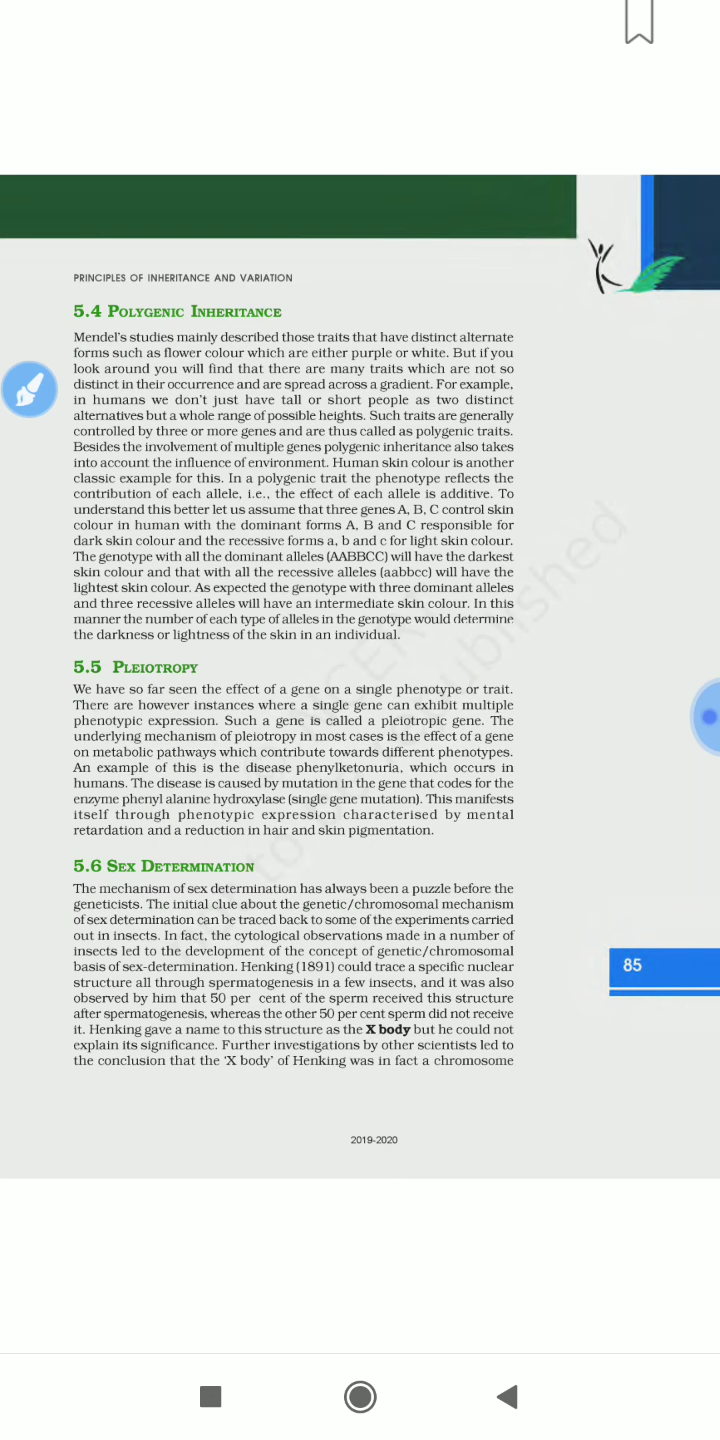 PRINCIPLES OF INHERITANCE AND VARIATION
5.4 POLYGENIC INHERITANCE
Mendel's studies mainly described those traits that have distinct alternate
forms such as flower colour which are either purple or white. But if you
look around you will find that there are many traits which are not so
distinct in their occurrence and are spread across a gradient. For example,
in humans we don't just have tall or short people as two distinct
alternatives but a whole range of possible heights. Such traits are generally
controlled by three or more genes and are thus called as polygenic traits.
Besides the involvement of multiple genes polygenic inheritance also takes
into account the influence of environment. Human skin colour is another
classic example for this. In a polygenic trait the phenotype reflects the
contribution of each allele, i.e., the effect of each allele is additive. To
understand this better let us assume that three genes A, B, C control skin
colour in human with the dominant forms A, B and C responsible for
dark skin colour and the recessive forms a, b and c for light skin colour.
The genotype with all the dominant alleles (AABBCC) will have the darkest
skin colour and that with all the recessive alleles (aabbcc) will have the
lightest skin colour. As expected the genotype with three dominant alleles
and three recessive alleles will have an intermediate skin colour. In this
manner the number of each type of alleles in the genotype would determine
the darkness or lightness of the skin in an individual.
5.5 PLEIOTROPY
We have so far seen the effect of a gene on a single phenotype or trait.
There are however instances where a single gene can exhibit multiple
phenotypic expression. Such a gene is called a pleiotropic gene. The
underlying mechanism of pleiotropy in most cases is the effect of a gene
on metabolic pathways which contribute towards different phenotypes.
An example of this is the disease phenylketonuria, which occurs in
humans. The disease is caused by mutation in the gene that codes for the
enzyme phenyl alanine hydroxylase (single gene mutation). This manifests
itself through phenotypic expression characterised by mental
retardation and a reduction in hair and skin pigmentation.
5.6 SEX DETERMINATION
The mechanism of sex determination has always been a puzzle before the
geneticists. The initial clue about the genetic/chromosomal mechanism
of sex determination can be traced back to some of the experiments carried
out in insects. In fact, the cytological observations made in a number of
insects led to the development of the concept of genetic/chromosomal
basis of sex-determination. Henking (1891) could trace a specific nuclear
structure all through spermatogenesis in a few insects, and it was also
observed by him that 50 per cent of the sperm received this structure
after spermatogenesis, whereas the other 50 per cent sperm did not receive
it. Henking gave a name to this structure as the X body but he could not
explain its significance. Further investigations by other scientists led to
the conclusion that the 'X body' of Henking was in fact a chromosome
85
2019-2020